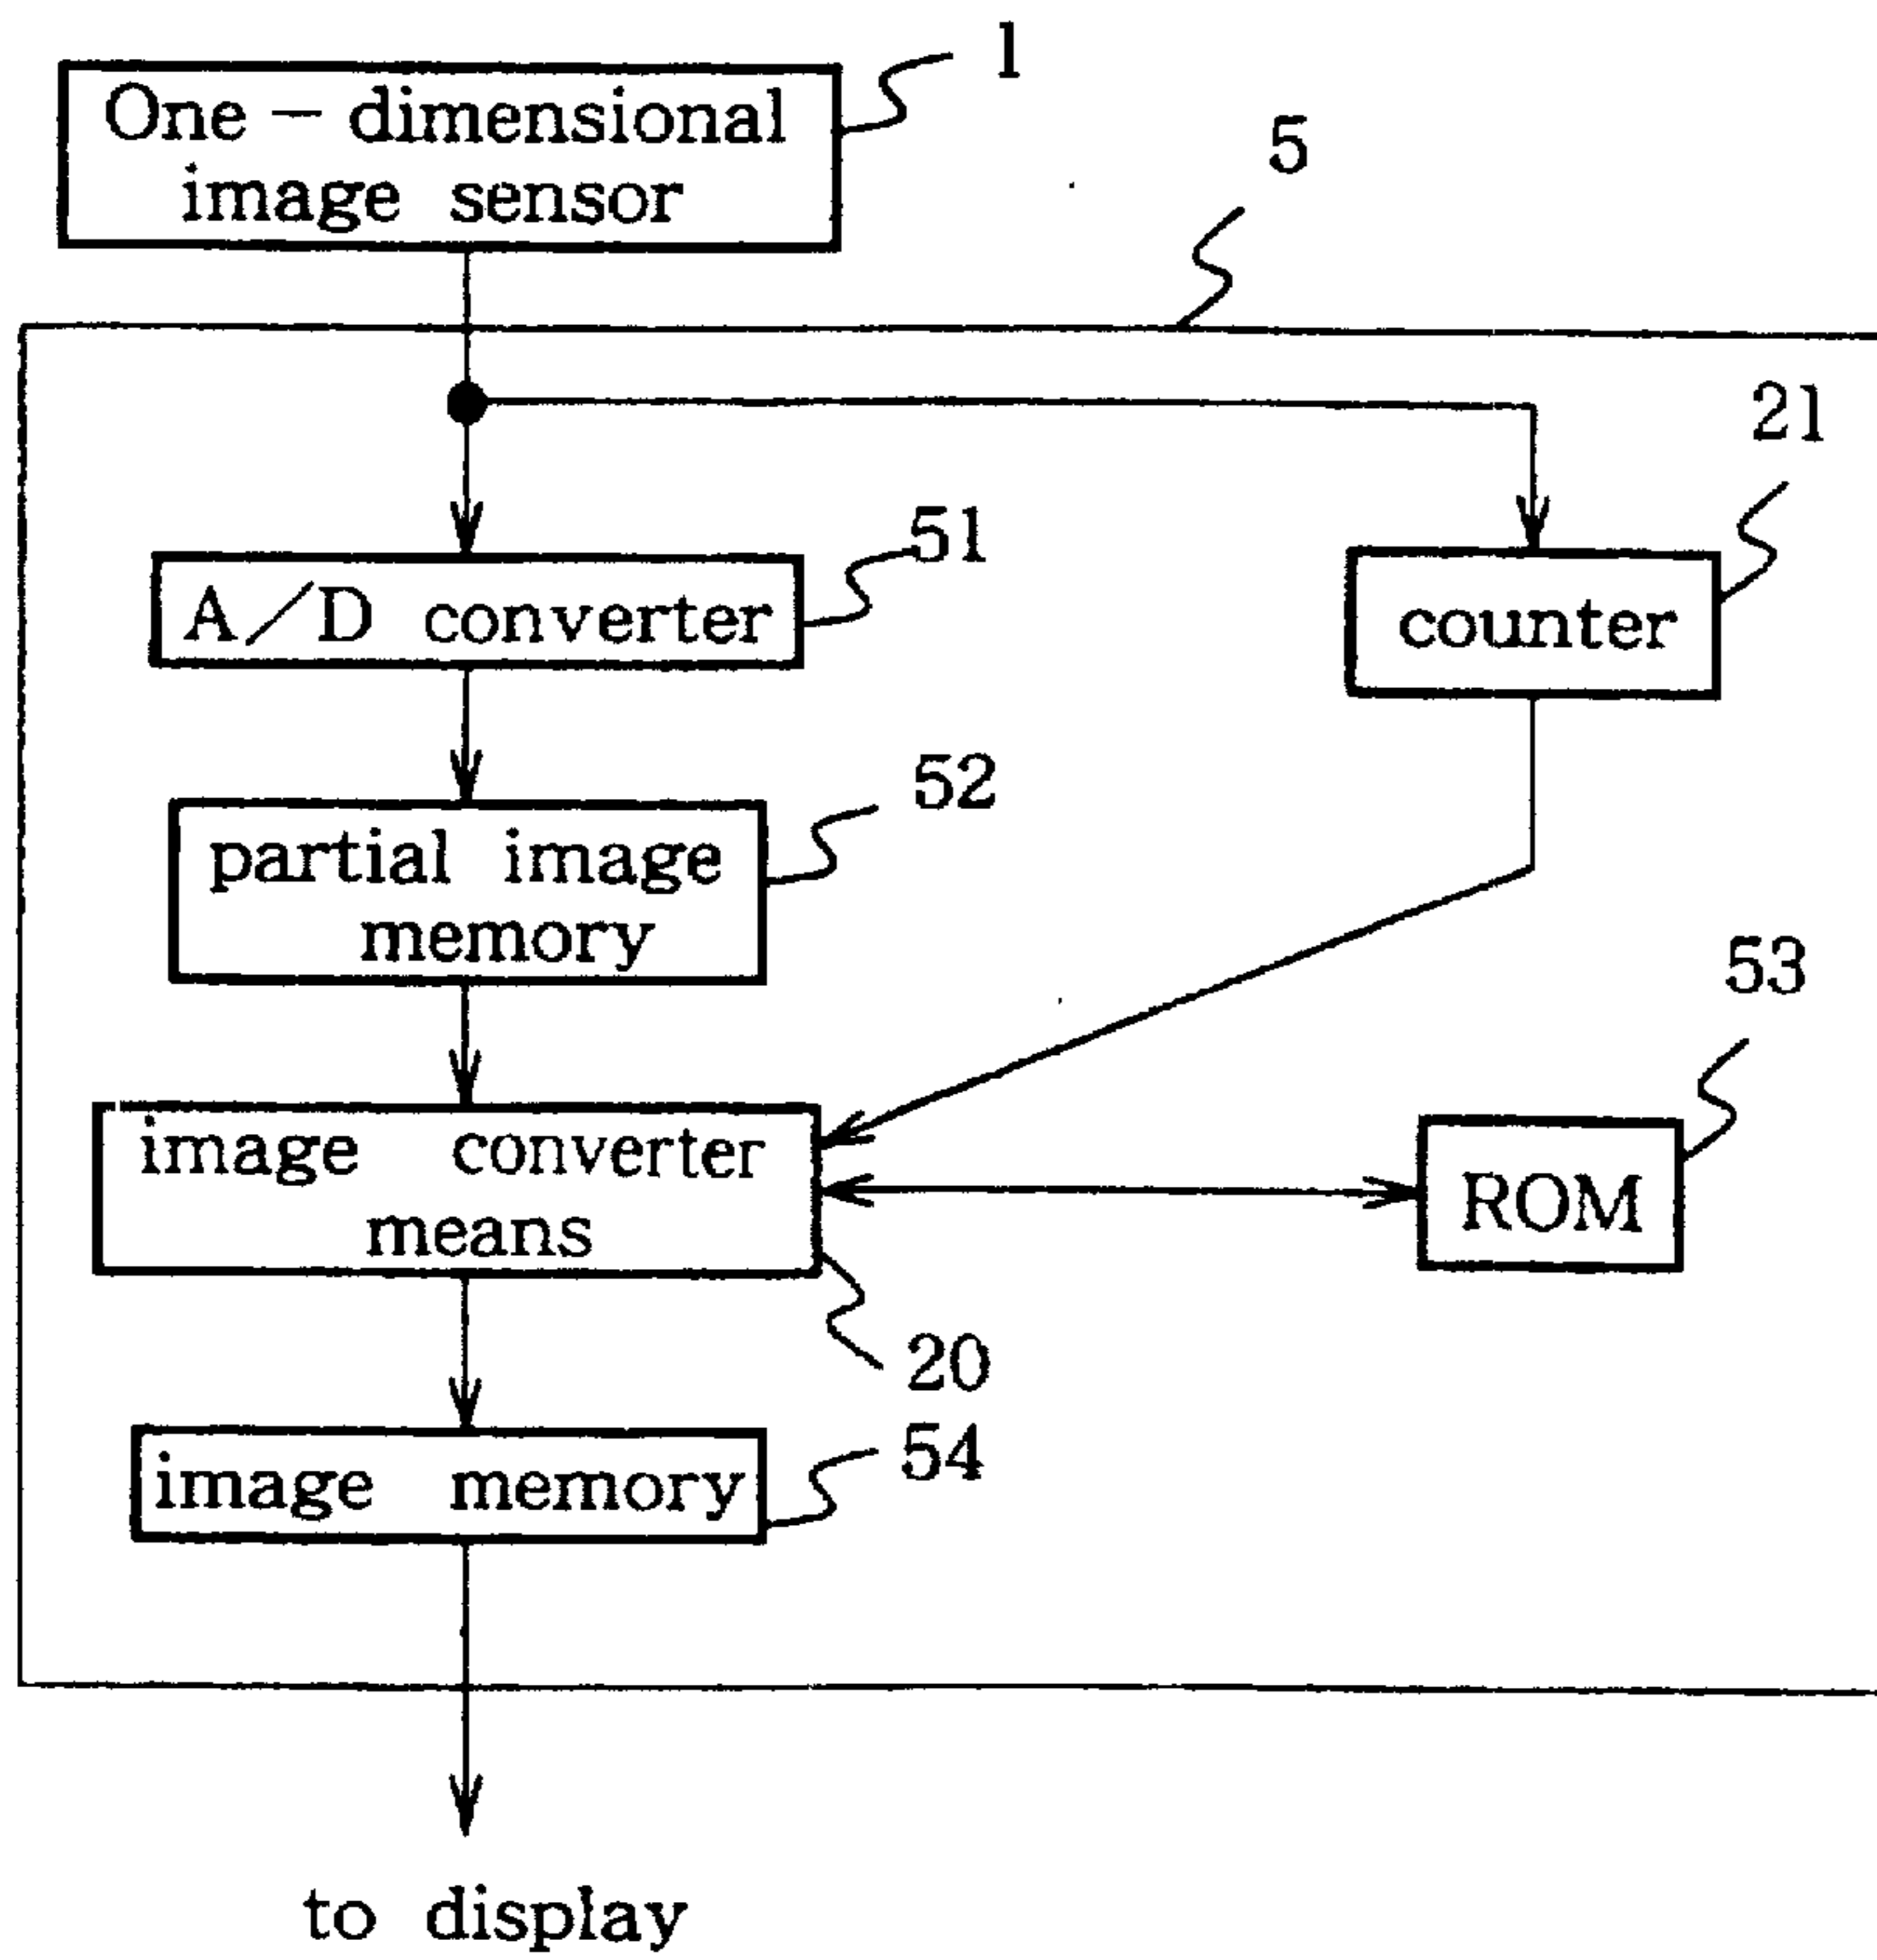 1
One – dimensional
image sensor
5
21
51
A/D converter
counter
52
partial image
memory
53
image converter
means
ROM
20
54
image memory
to display